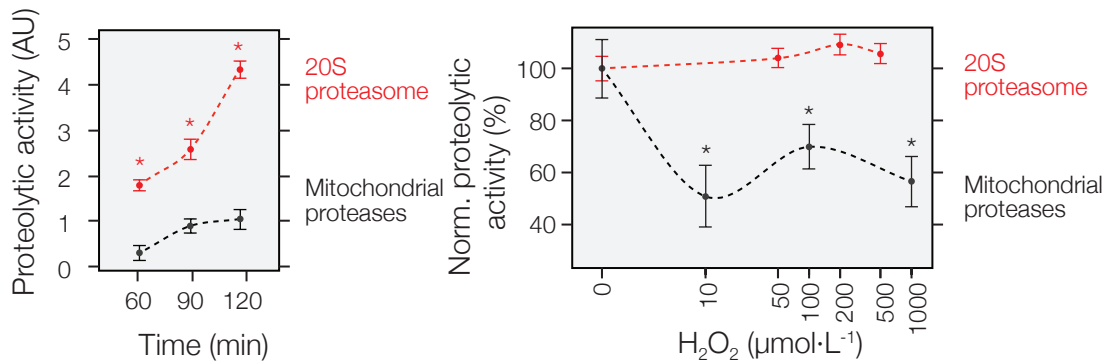 Proteolytic activity (AU)
5
4
3
2
1
0
*
*
*
60
90
120
Time (min)
20S
proteasome
Mitochondrial
proteases
Norm. proteolytic
activity (%)
100
80
60
40
*
*
*
0
10
50
100
200
500
1000
H₂O₂ (μmol·L⁻¹)
20S
proteasome
Mitochondrial
proteases